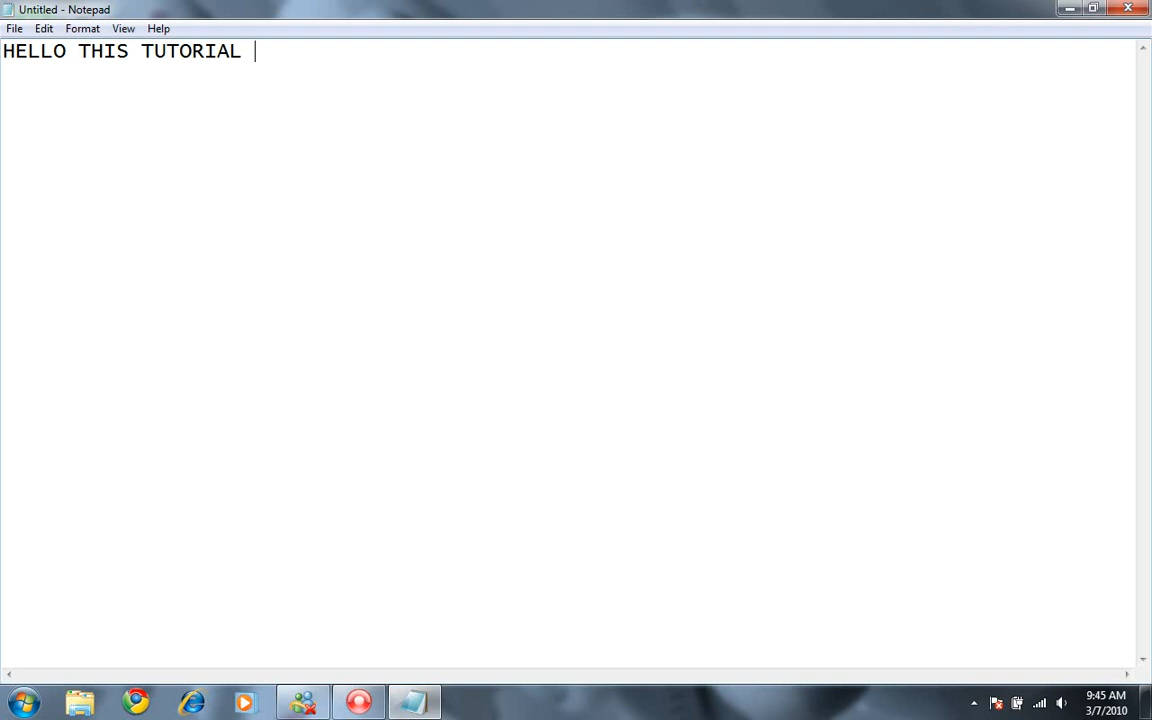 Untitled - Notepad
File Edit Format View Help
HELLO THIS TUTORIAL
9:45 AM
3/7/2010